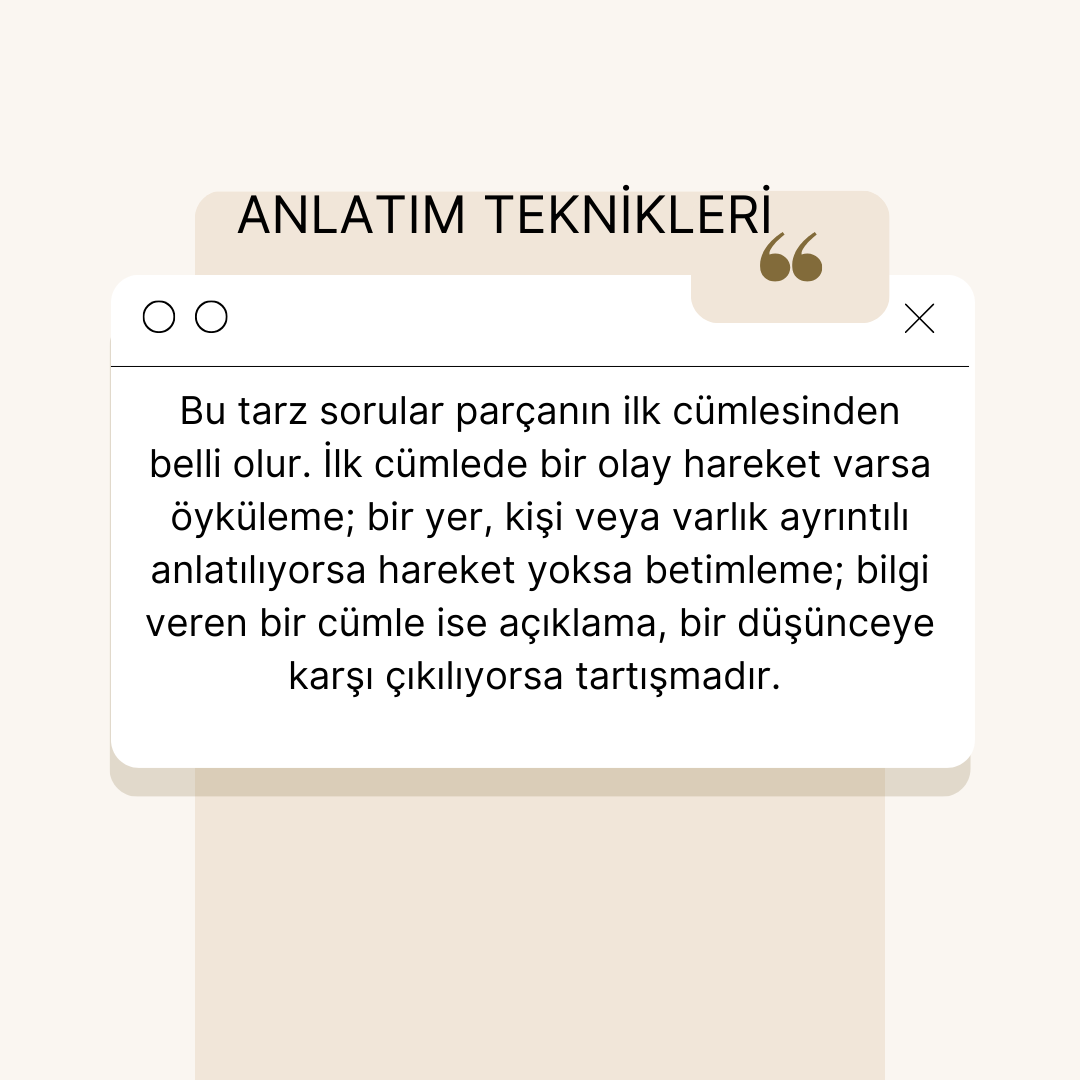 ANLATIM TEKNİKLERİ
Bu tarz sorular parçanın ilk cümlesinden
belli olur. İlk cümlede bir olay hareket varsa
öyküleme; bir yer, kişi veya varlık ayrıntılı
anlatılıyorsa hareket yoksa betimleme; bilgi
veren bir cümle ise açıklama, bir düşünceye
karşı çıkılıyorsa tartışmadır.